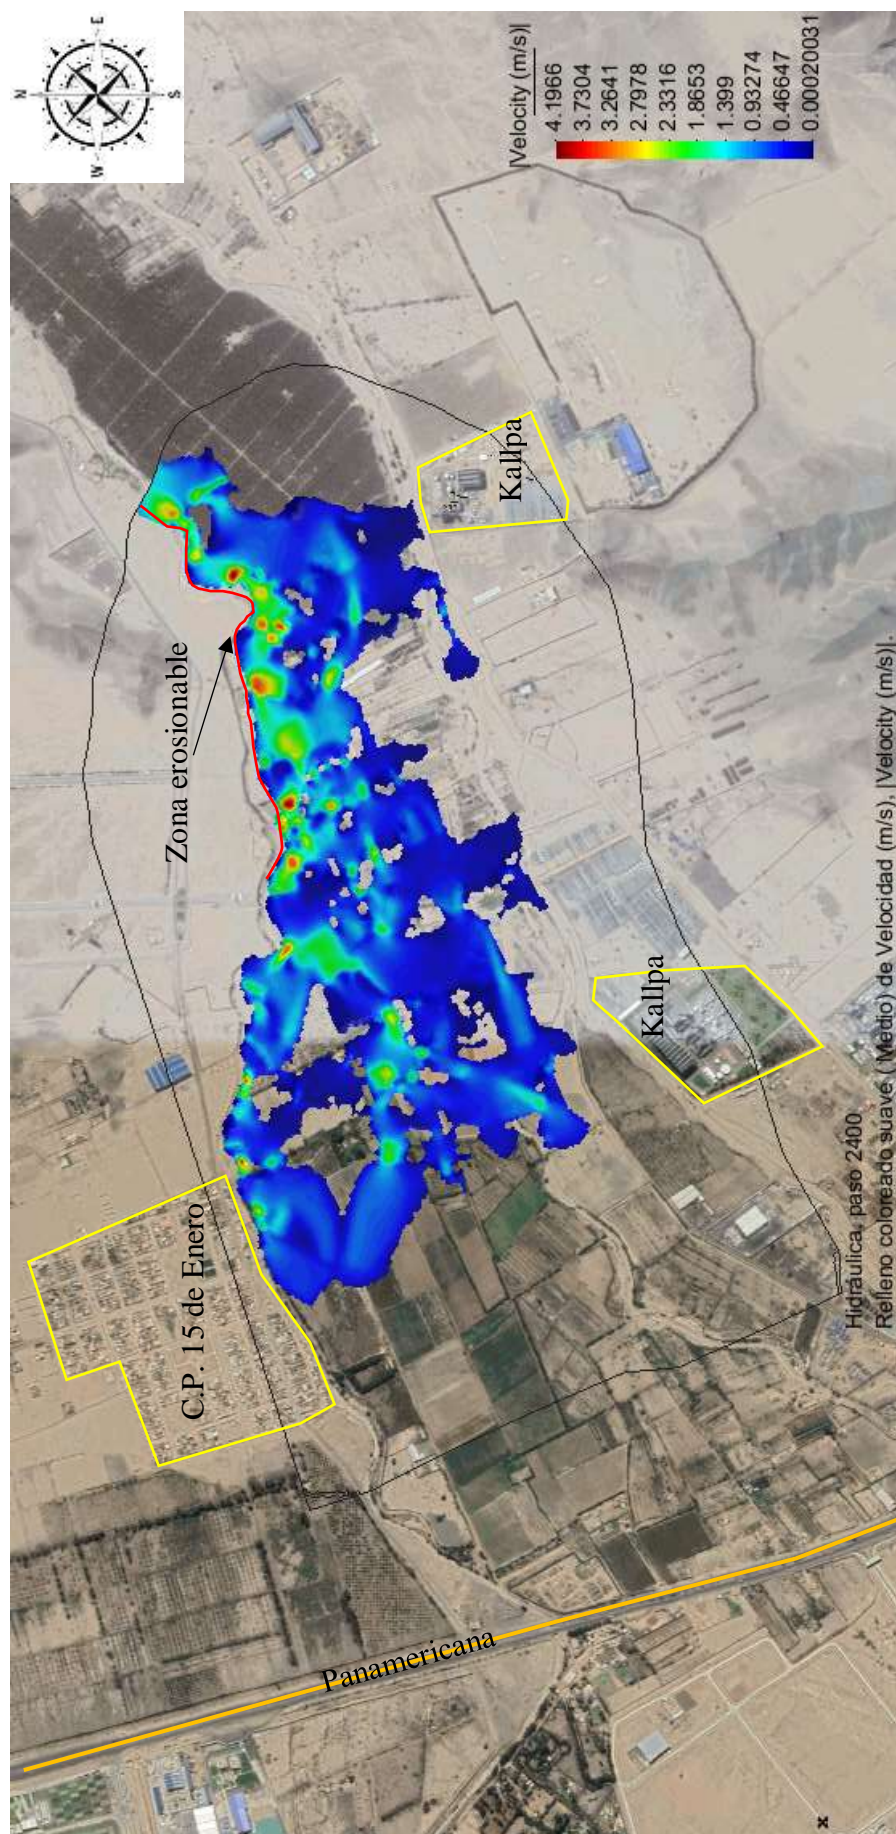 N
E
S
W
|Velocity (m/s)|
4.1966
3.7304
3.2641
2.7978
2.3316
1.8653
1.399
0.93274
0.46647
0.00020031
Zona erosionable
Kallpa
Kallpa
C.P. 15 de Enero
Panamericana
Hidráulica, paso 2400
Relleno coloreado suave ( Medio) de Velocidad (m/s), |Velocity (m/s)|.
x